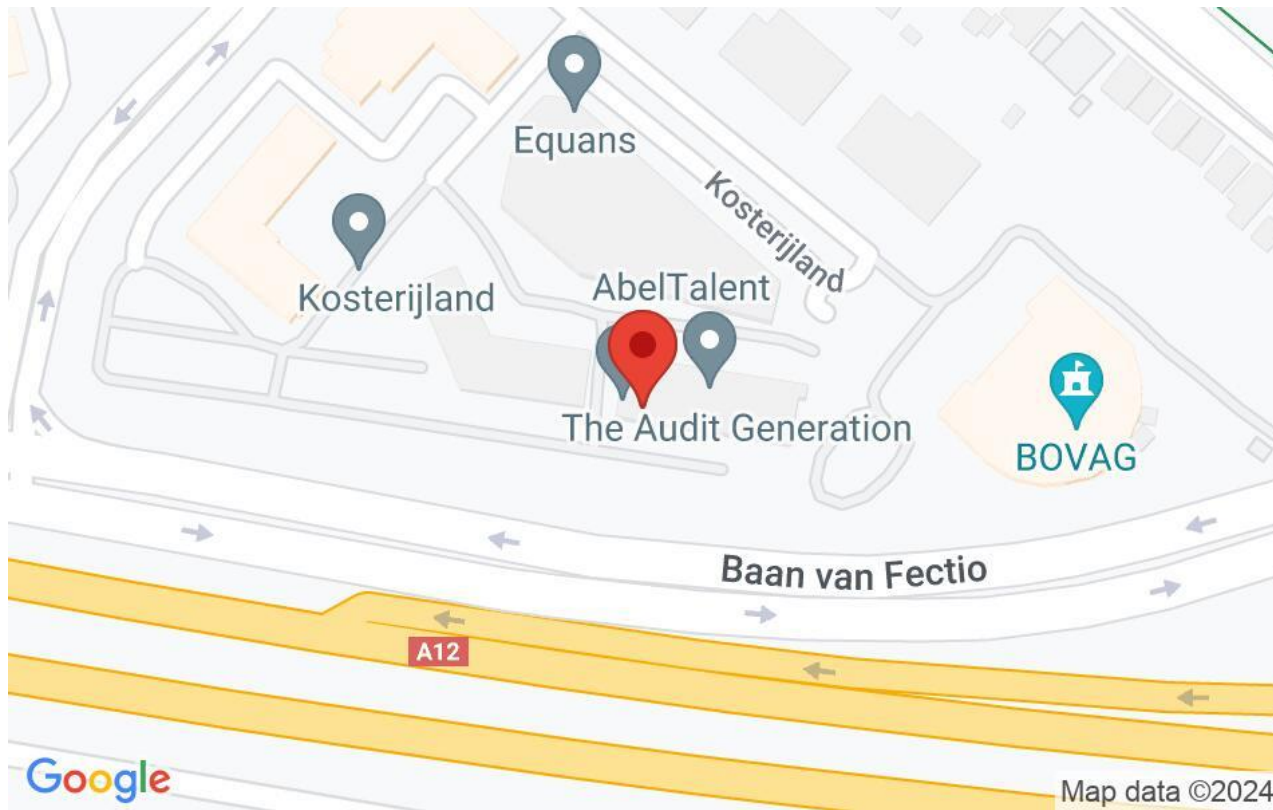 Equans
Kosterijland
AbelTalent
Kosterijland
The Audit Generation
BOVAG
Baan van Fectio
A12
Google
Map data ©2024